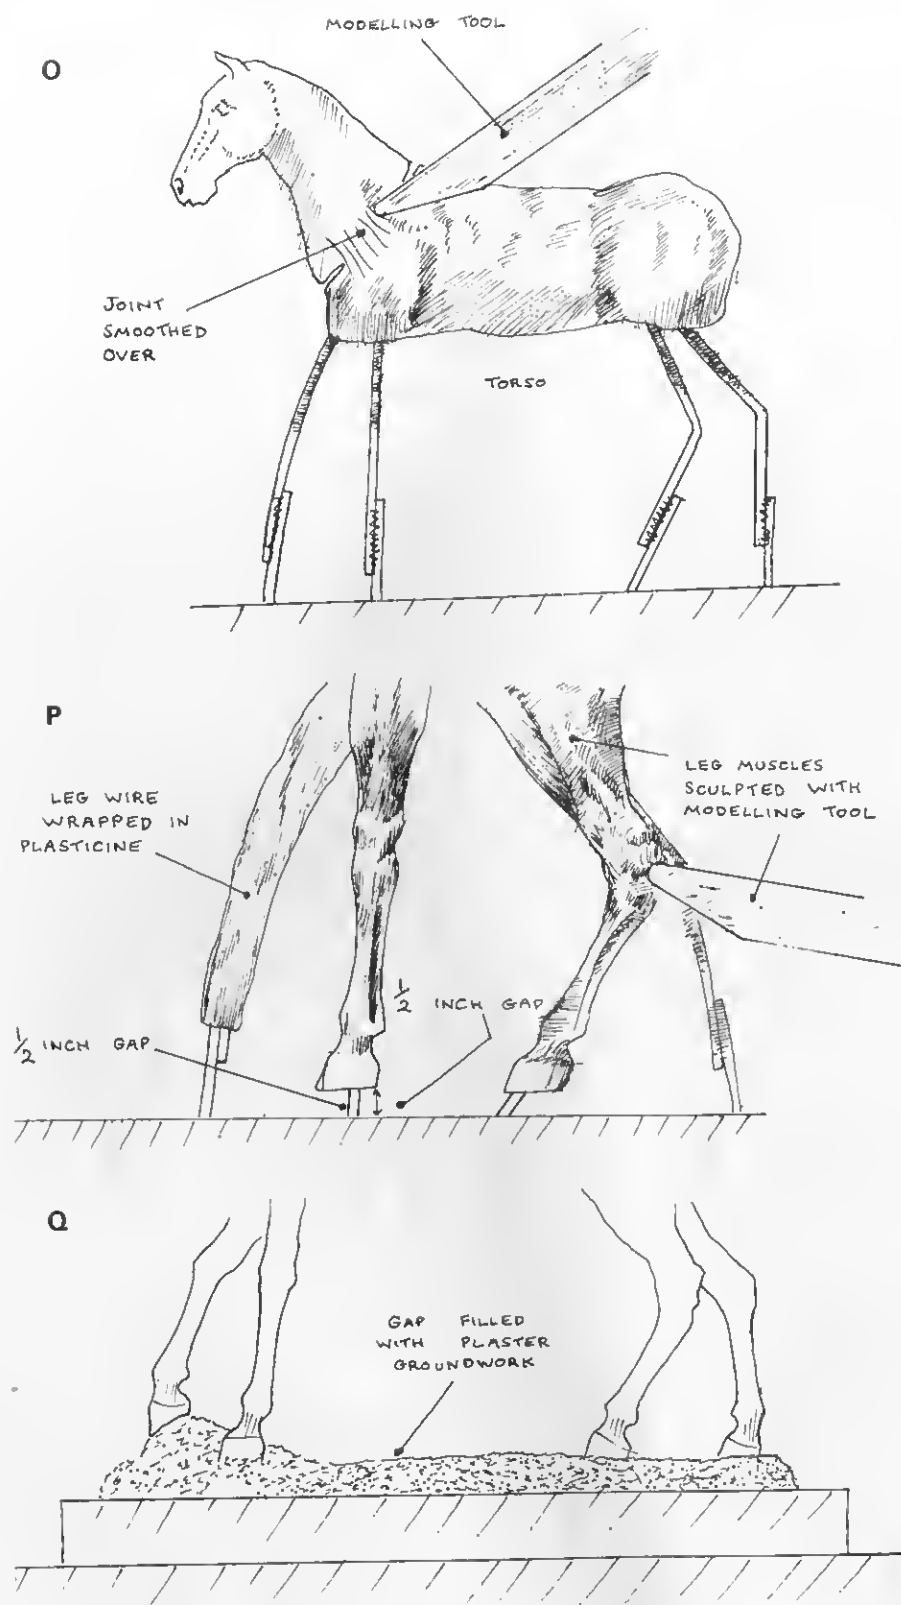 MODELLING TOOL
O
JOINT
SMOOTHED
OVER
TORSO
P
LEG WIRE
WRAPPED IN
PLASTICINE
LEG MUSCLES
SCULPTED WITH
MODELLING TOOL
1/2 INCH GAP
1/2 INCH GAP
Q
GAP FILLED
WITH PLASTER
GROUNDWORK